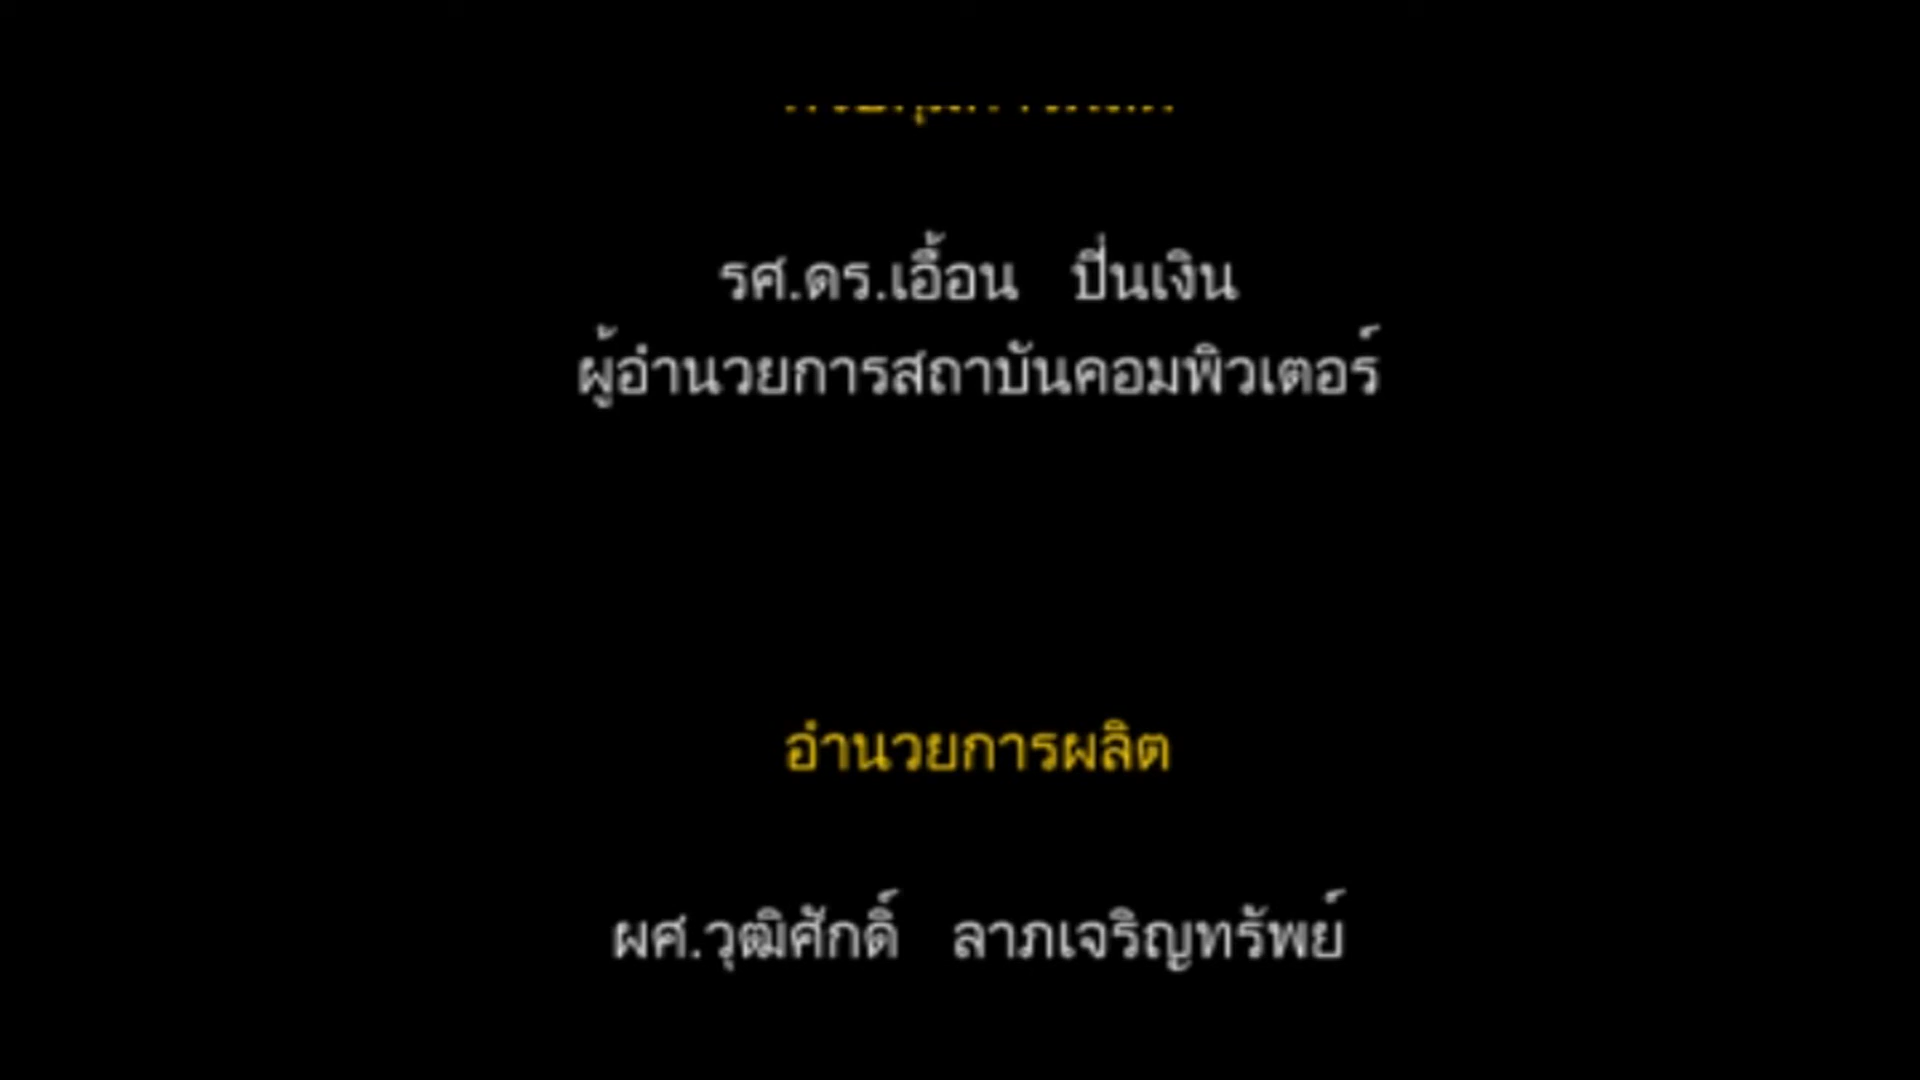 รศ.ดร.เอื้อน ปิ่นเงิน
ผู้อำนวยการสถาบันคอมพิวเตอร์
อำนวยการผลิต
ผศ.วุฒิศักดิ์ ลาภเจริญทรัพย์